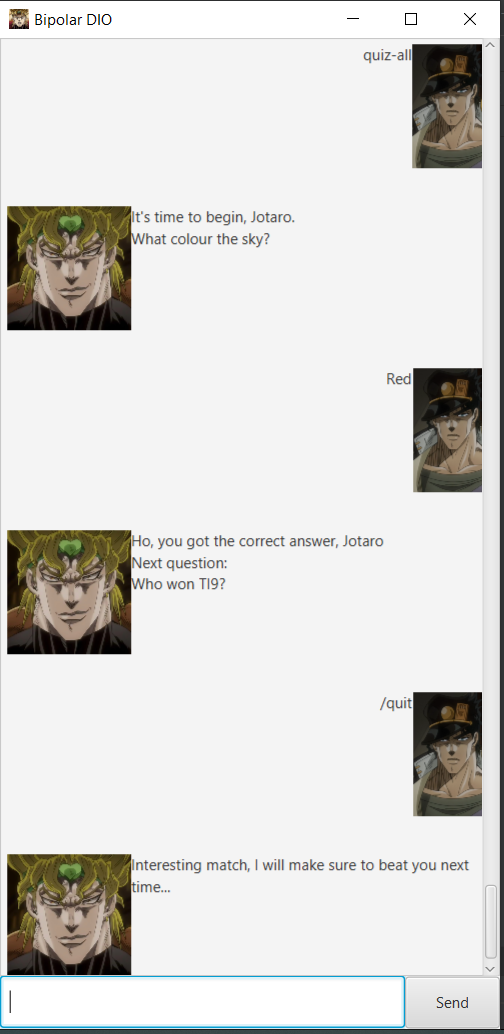 Bipolar DIO
quiz-all
It's time to begin, Jotaro.
What colour the sky?
Red
Ho, you got the correct answer, Jotaro
Next question:
Who won TI9?
/quit
Interesting match, I will make sure to beat you next
time...
Send